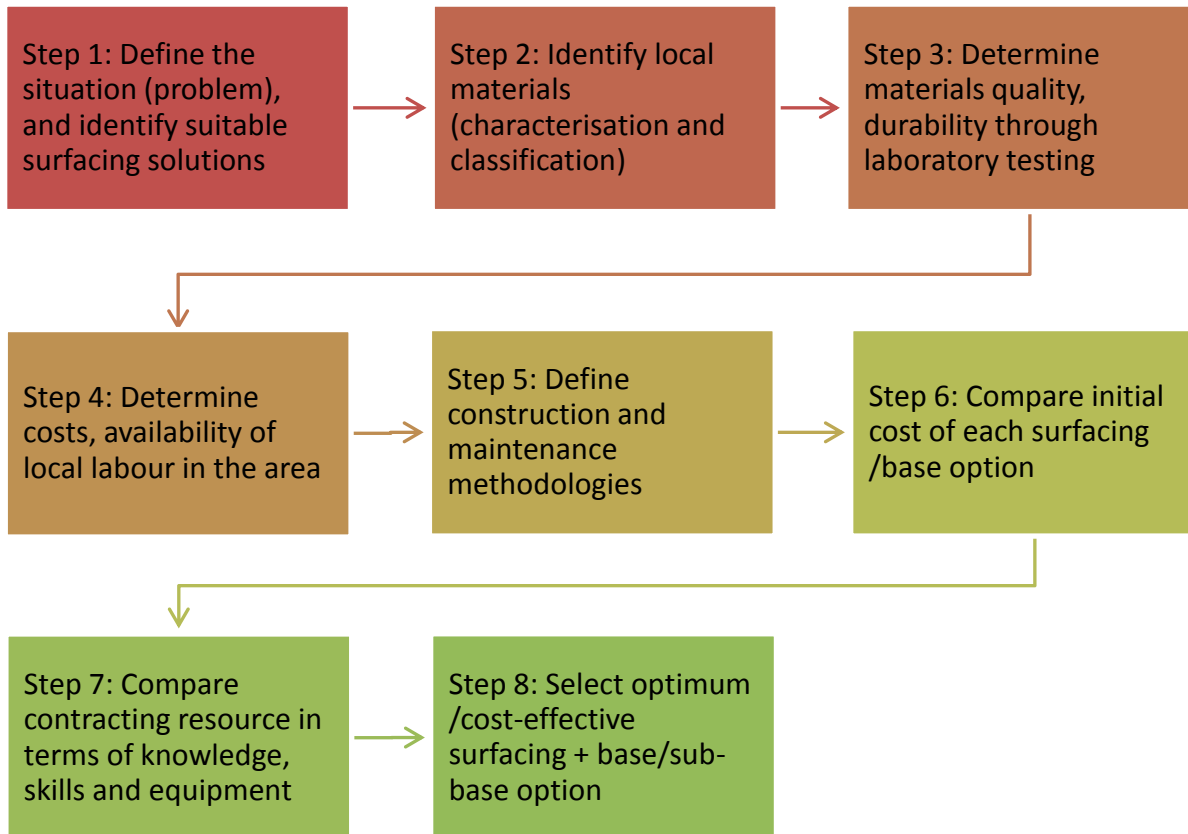 Step 1: Define the
situation (problem),
and identify suitable
surfacing solutions
Step 2: Identify local
materials
(characterisation and
classification)
Step 3: Determine
materials quality,
durability through
laboratory testing
Step 4: Determine
costs, availability of
local labour in the area
Step 5: Define
construction and
maintenance
methodologies
Step 6: Compare initial
cost of each surfacing
/base option
Step 7: Compare
contracting resource in
terms of knowledge,
skills and equipment
Step 8: Select optimum
/cost-effective
surfacing + base/sub-
base option